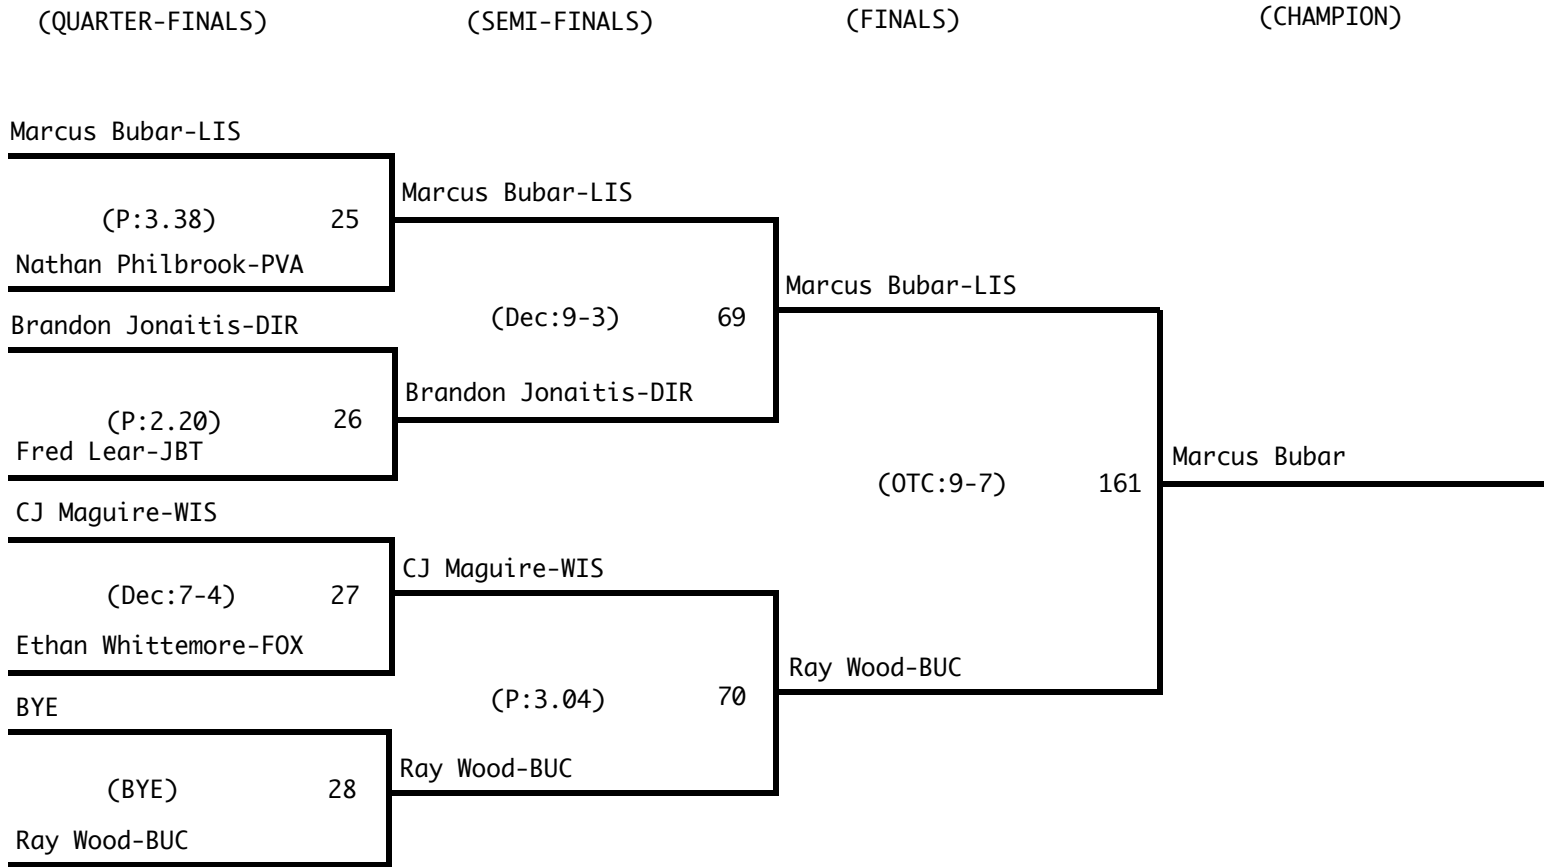 (QUARTER-FINALS) (SEMI-FINALS) (FINALS) (CHAMPION)
Marcus Bubar-LIS
(P:3.38) 25
Nathan Philbrook-PVA
Brandon Jonaitis-DIR
(P:2.20) 26
Fred Lear-JBT
CJ Maguire-WIS
(Dec:7-4) 27
Ethan Whittemore-FOX
BYE
(BYE) 28
Ray Wood-BUC
Marcus Bubar-LIS
(Dec:9-3) 69
Brandon Jonaitis-DIR
CJ Maguire-WIS
(P:3.04) 70
Ray Wood-BUC
Marcus Bubar-LIS
(OTC:9-7) 161
Ray Wood-BUC
Marcus Bubar